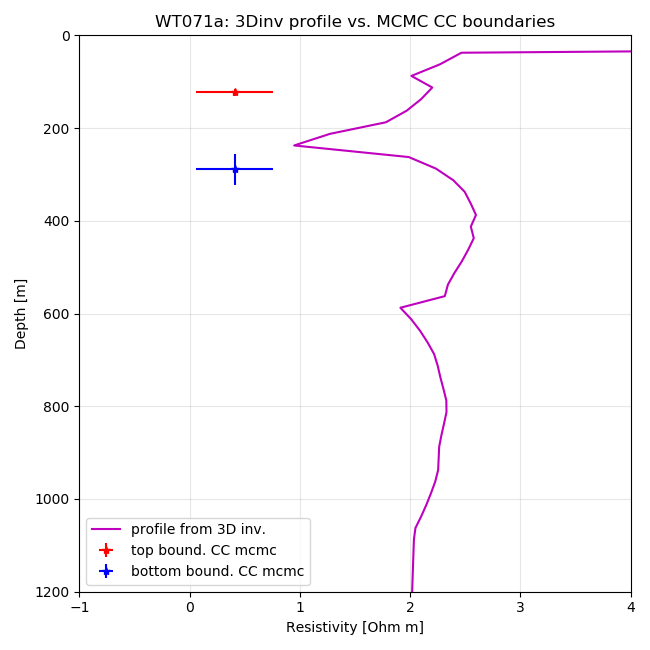 WT071a: 3Dinv profile vs. MCMC CC boundaries
0
200
400
600
800
1000
1200
Depth [m]
profile from 3D inv.
top bound. CC mcmc
bottom bound. CC mcmc
−1
0
1
2
3
4
Resistivity [Ohm m]